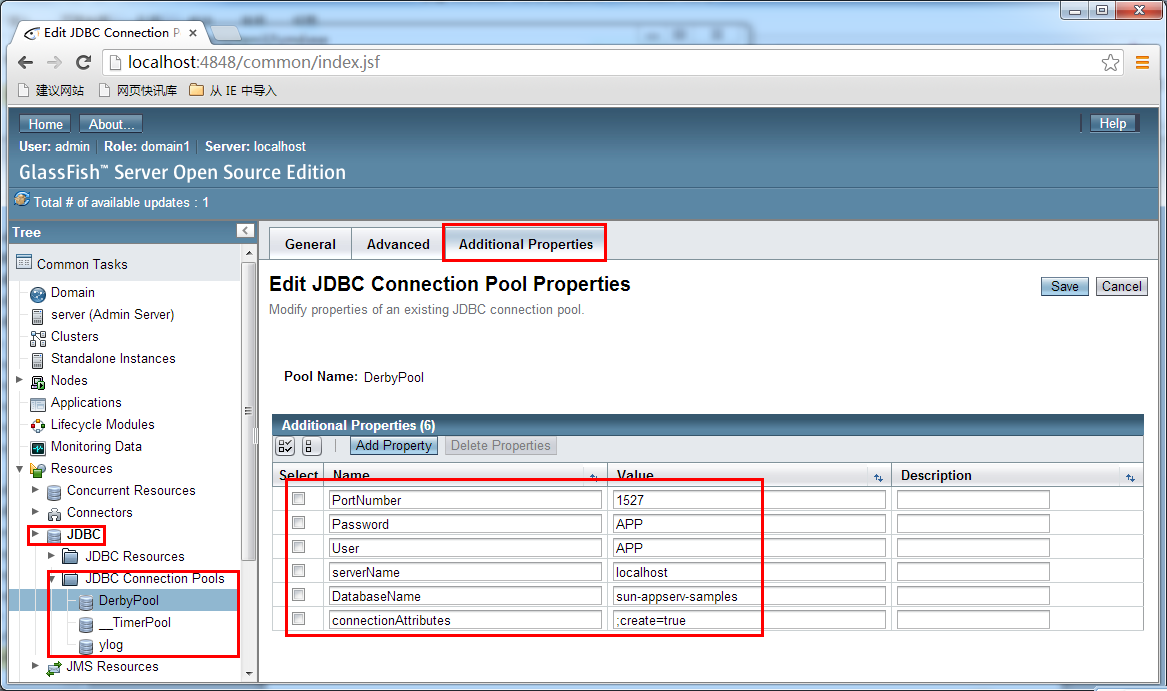 Edit JDBC Connection P
localhost:4848/common/index.jsf
建议网站 网页快讯库 从 IE 中导入
Home About... Help
User: admin Role: domain1 Server: localhost
GlassFish™ Server Open Source Edition
Total # of available updates : 1
Tree
Common Tasks
Domain
server (Admin Server)
Clusters
Standalone Instances
Nodes
Applications
Lifecycle Modules
Monitoring Data
Resources
Concurrent Resources
Connectors
JDBC
JDBC Resources
JDBC Connection Pools
DerbyPool
__TimerPool
ylog
JMS Resources
General Advanced Additional Properties
Edit JDBC Connection Pool Properties
Save Cancel
Modify properties of an existing JDBC connection pool.
Pool Name: DerbyPool
Additional Properties (6)
Add Property Delete Properties
Select Name Value Description
PortNumber 1527
Password APP
User APP
serverName localhost
DatabaseName sun-appserv-samples
connectionAttributes ;create=true